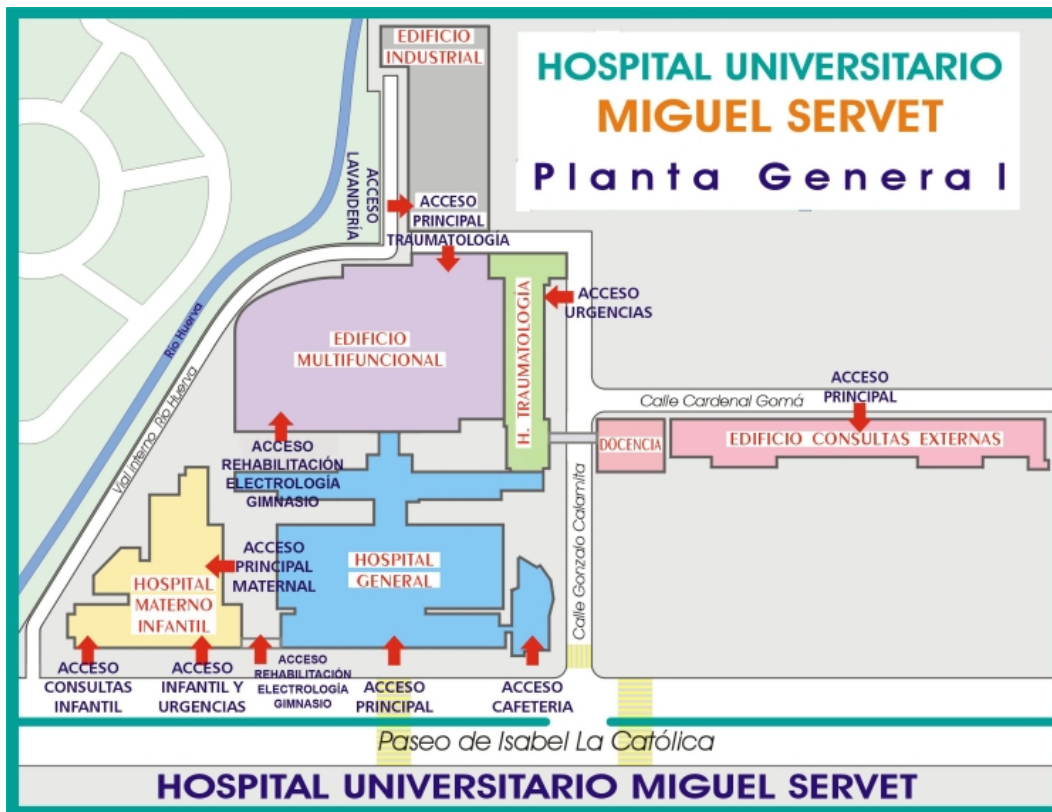 EDIFICIO
INDUSTRIAL
HOSPITAL UNIVERSITARIO
MIGUEL SERVET
Planta General
ACCESO
LAVANDERÍA
ACCESO
PRINCIPAL
TRAUMATOLOGÍA
ACCESO
URGENCIAS
H. TRAUMATOLOGÍA
EDIFICIO
MULTIFUNCIONAL
Río Huerva
Vial interno Río Huerva
ACCESO
PRINCIPAL
Calle Cardenal Gomá
DOCENCIA
EDIFICIO CONSULTAS EXTERNAS
ACCESO
REHABILITACIÓN
ELECTROLOGÍA
GIMNASIO
Calle Gonzalo Calamita
ACCESO
PRINCIPAL
MATERNAL
HOSPITAL
GENERAL
HOSPITAL
MATERNO
INFANTIL
ACCESO
CONSULTAS
INFANTIL
ACCESO
INFANTIL Y
URGENCIAS
ACCESO
REHABILITACIÓN
ELECTROLOGÍA
GIMNASIO
ACCESO
PRINCIPAL
ACCESO
CAFETERIA
Paseo de Isabel La Católica
HOSPITAL UNIVERSITARIO MIGUEL SERVET